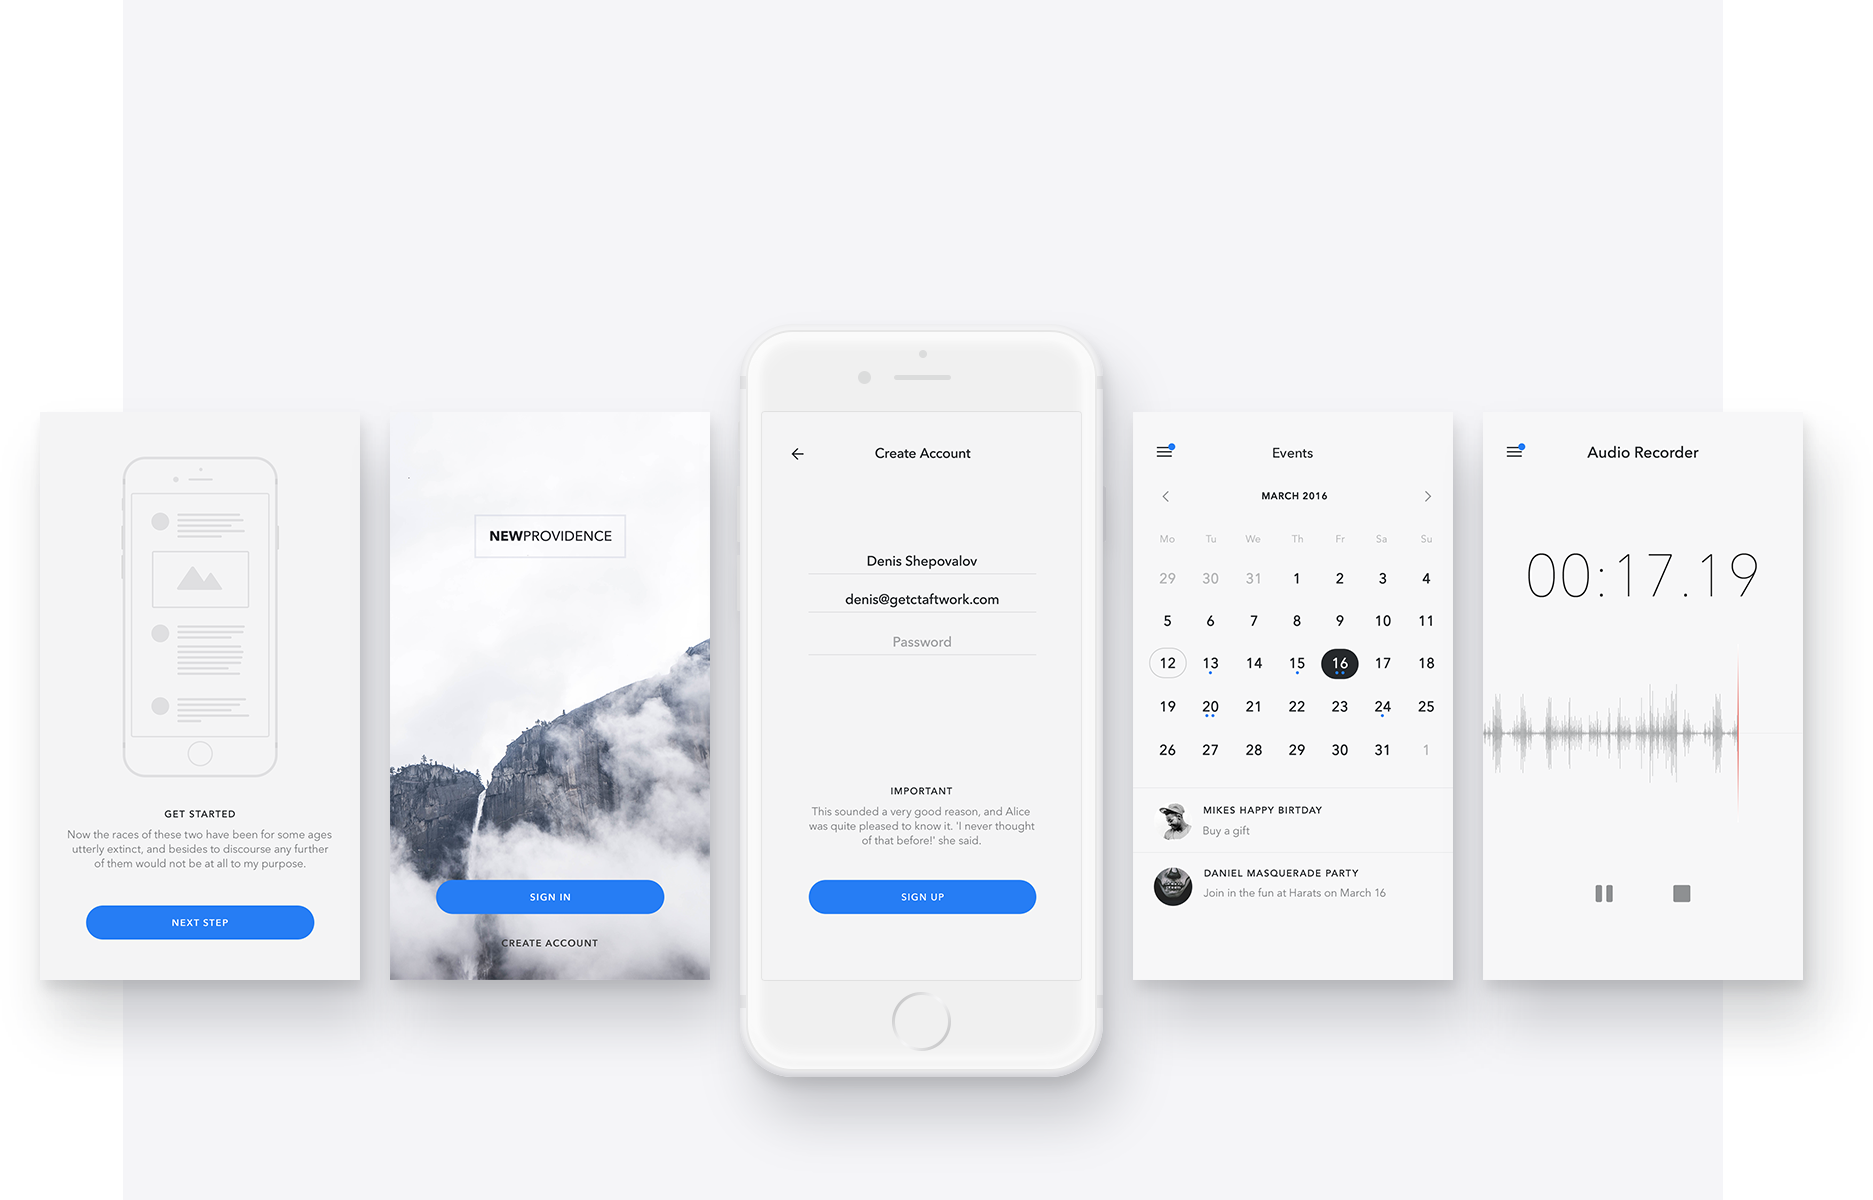 GET STARTED
Now the races of these two have been for some ages
utterly extinct, and besides to discourse any further
of them would not be at all to my purpose.
NEXT STEP
NEWPROVIDENCE
SIGN IN
CREATE ACCOUNT
Create Account
Denis Shepovalov
denis@getctaftwork.com
Password
IMPORTANT
This sounded a very good reason, and Alice
was quite pleased to know it. 'I never thought
of that before!' she said.
SIGN UP
Events
MARCH 2016
Mo Tu We Th Fr Sa Su
29 30 31 1 2 3 4
5 6 7 8 9 10 11
12 13 14 15 16 17 18
19 20 21 22 23 24 25
26 27 28 29 30 31 1
MIKES HAPPY BIRTDAY
Buy a gift
DANIEL MASQUERADE PARTY
Join in the fun at Harats on March 16
Audio Recorder
00:17.19